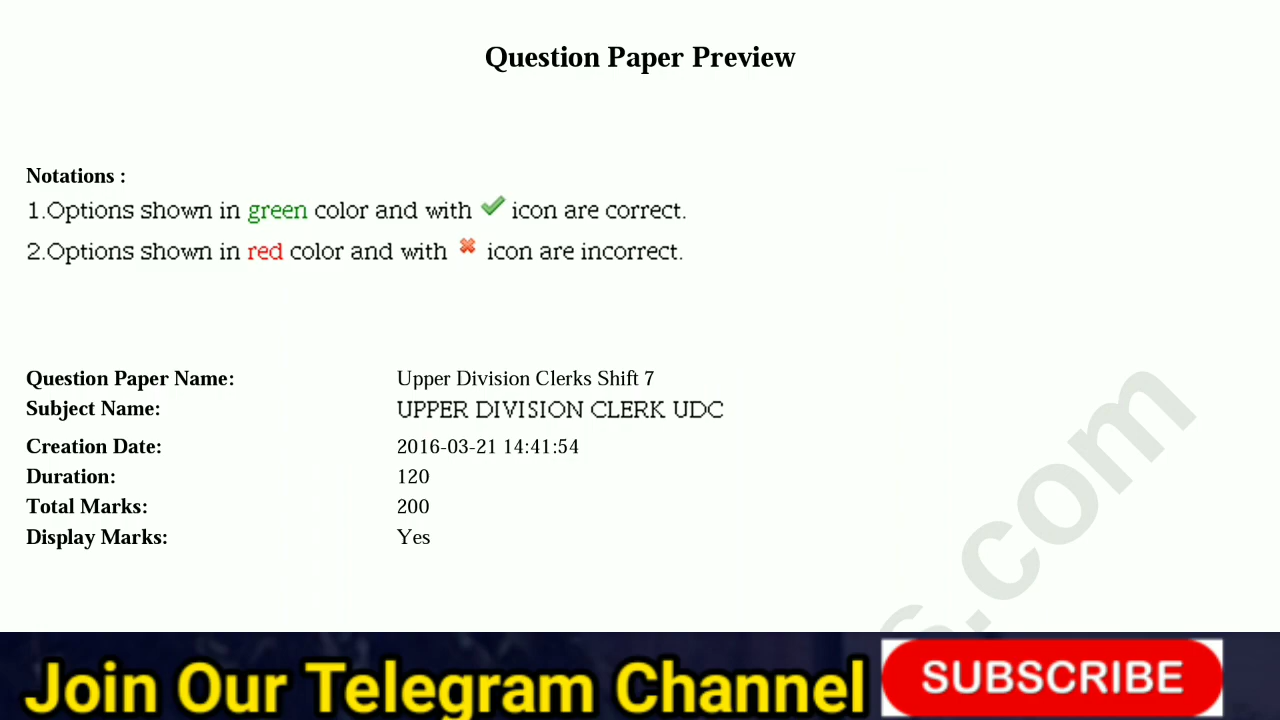 Question Paper Preview
Notations :
1.Options shown in green color and with icon are correct.
2.Options shown in red color and with icon are incorrect.
Question Paper Name: Upper Division Clerks Shift 7
Subject Name: UPPER DIVISION CLERK UDC
Creation Date: 2016-03-21 14:41:54
Duration: 120
Total Marks: 200
Display Marks: Yes
s.com
Join Our Telegram Channel SUBSCRIBE